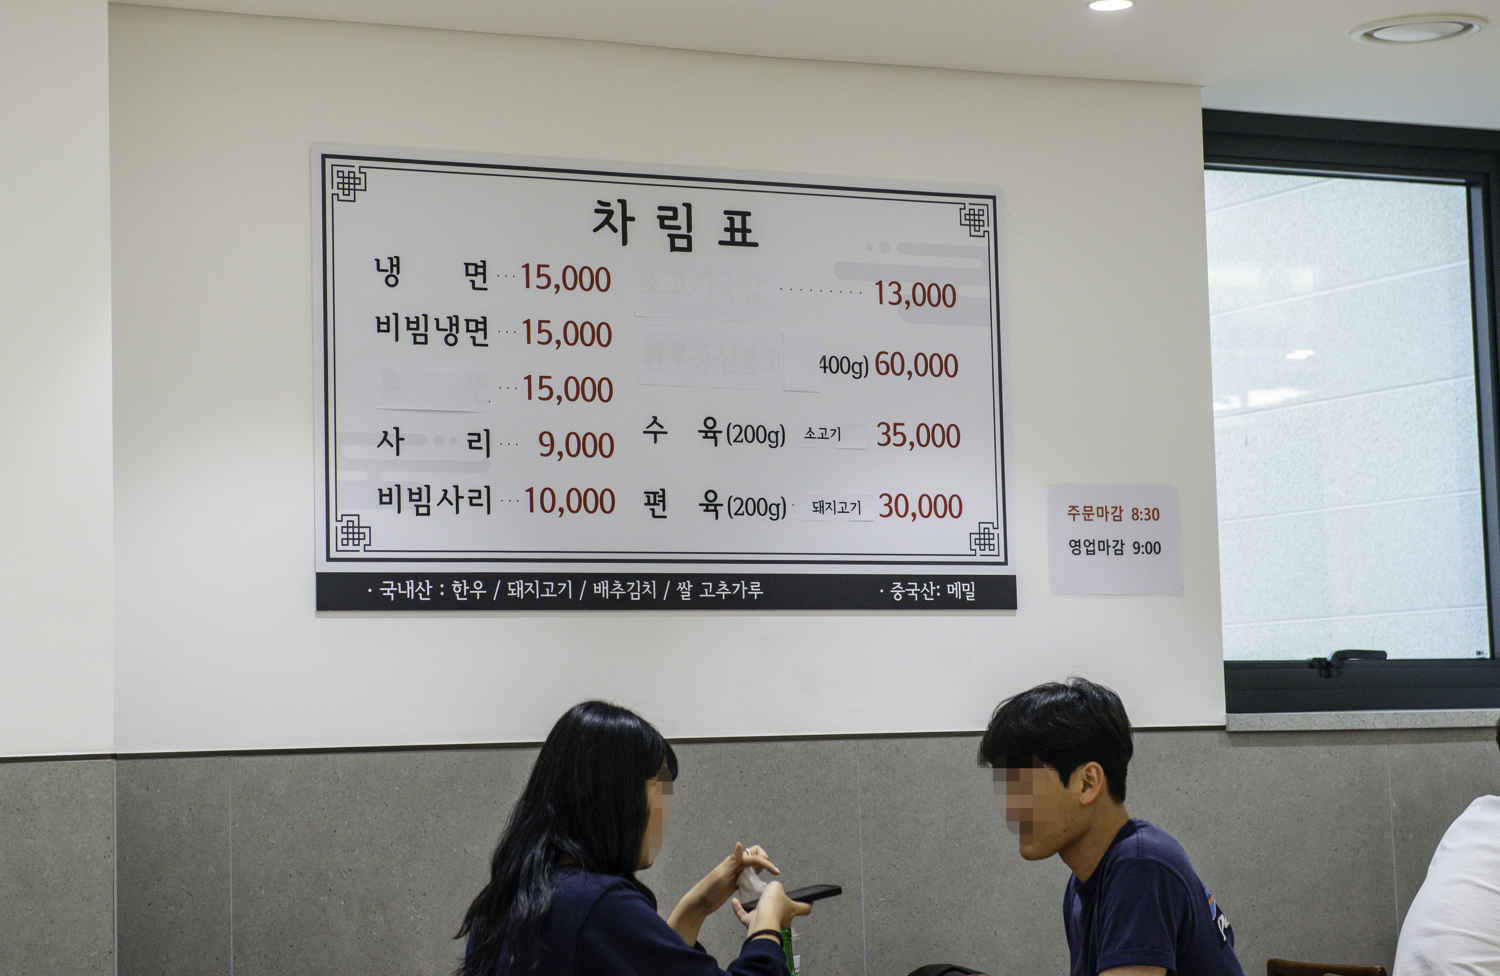 차림표
냉 면 ··· 15,000
비빔냉면 ··· 15,000
··· 15,000
사 리 ··· 9,000
비빔사리 ··· 10,000
········· 13,000
400g) 60,000
수 육(200g) 소고기 35,000
편 육(200g) 돼지고기 30,000
· 국내산 : 한우 / 돼지고기 / 배추김치 / 쌀 고추가루
· 중국산: 메밀
주문마감 8:30
영업마감 9:00